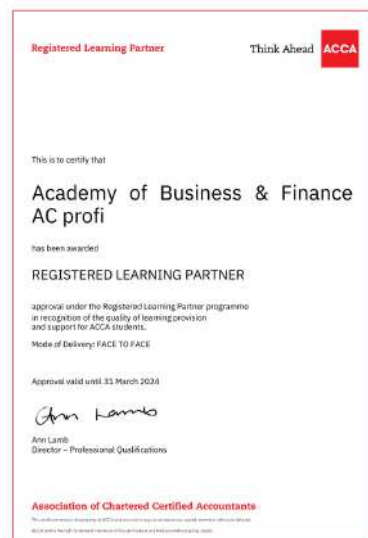 Registered Learning Partner
Think Ahead ACCA
This is to certify that
Academy of Business & Finance
AC profi
has been awarded
REGISTERED LEARNING PARTNER
approval under the Registered Learning Partner programme
in recognition of the quality of learning provision
and support for ACCA students.
Mode of Delivery: FACE TO FACE
Approval valid until 31 March 2024
Ann Lamb
Ann Lamb
Director – Professional Qualifications
Association of Chartered Certified Accountants